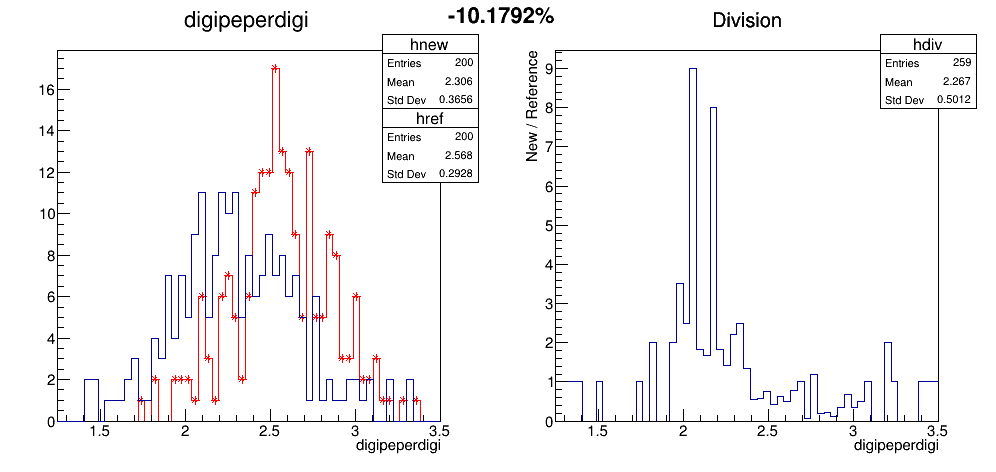 digipeperdigi
-10.1792%
Division
hnew
Entries 200
Mean 2.306
Std Dev 0.3656
href
Entries 200
Mean 2.568
Std Dev 0.2928
16
14
12
10
8
6
4
2
0
1.5 2 2.5 3 3.5
digipeperdigi
hdiv
Entries 259
Mean 2.267
Std Dev 0.5012
New / Reference
9
8
7
6
5
4
3
2
1
0
1.5 2 2.5 3 3.5
digipeperdigi